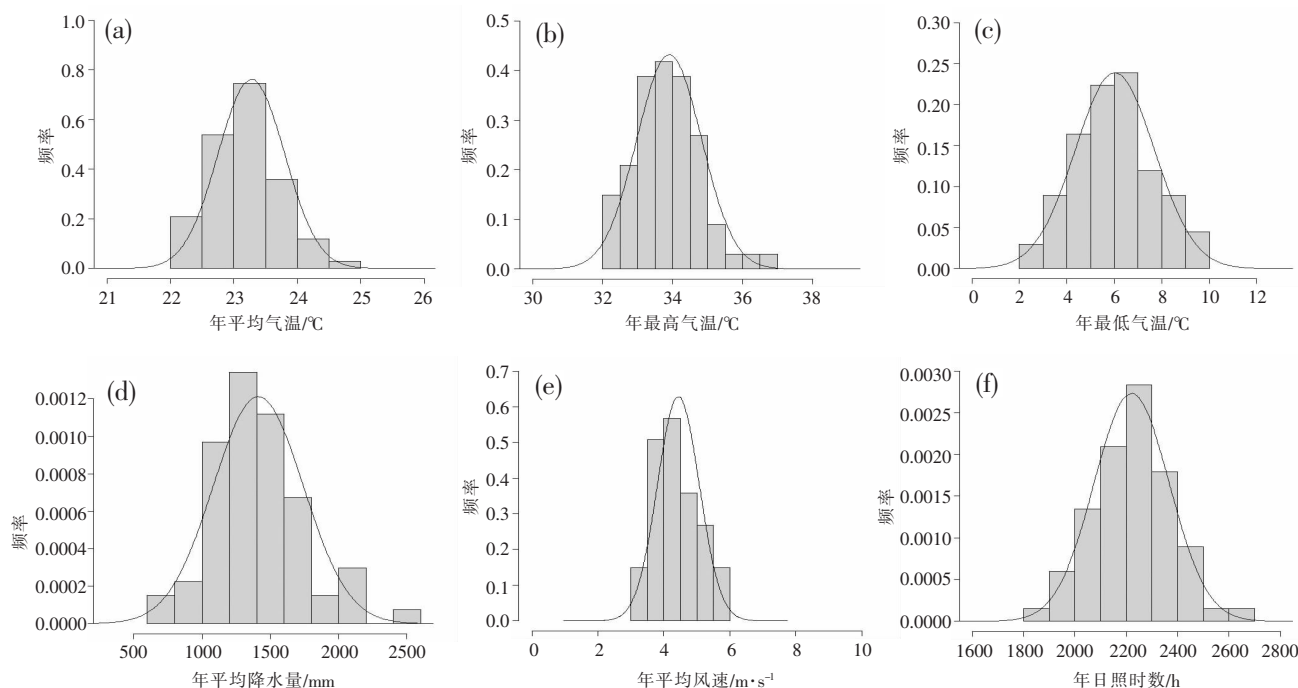 (a)
1.0
0.8
0.6
0.4
0.2
0.0
频率
21 22 23 24 25 26
年平均气温/℃
(b)
0.5
0.4
0.3
0.2
0.1
0.0
频率
30 32 34 36 38
年最高气温/℃
(c)
0.30
0.25
0.20
0.15
0.10
0.05
0.00
频率
0 2 4 6 8 10 12
年最低气温/℃
(d)
0.0012
0.0010
0.0008
0.0006
0.0004
0.0002
0.0000
频率
500 1000 1500 2000 2500
年平均降水量/mm
(e)
0.7
0.6
0.5
0.4
0.3
0.2
0.1
0.0
频率
0 2 4 6 8 10
年平均风速/m·s⁻¹
(f)
0.0030
0.0025
0.0020
0.0015
0.0010
0.0005
0.0000
频率
1600 2000 2400 2800
年日照时数/h